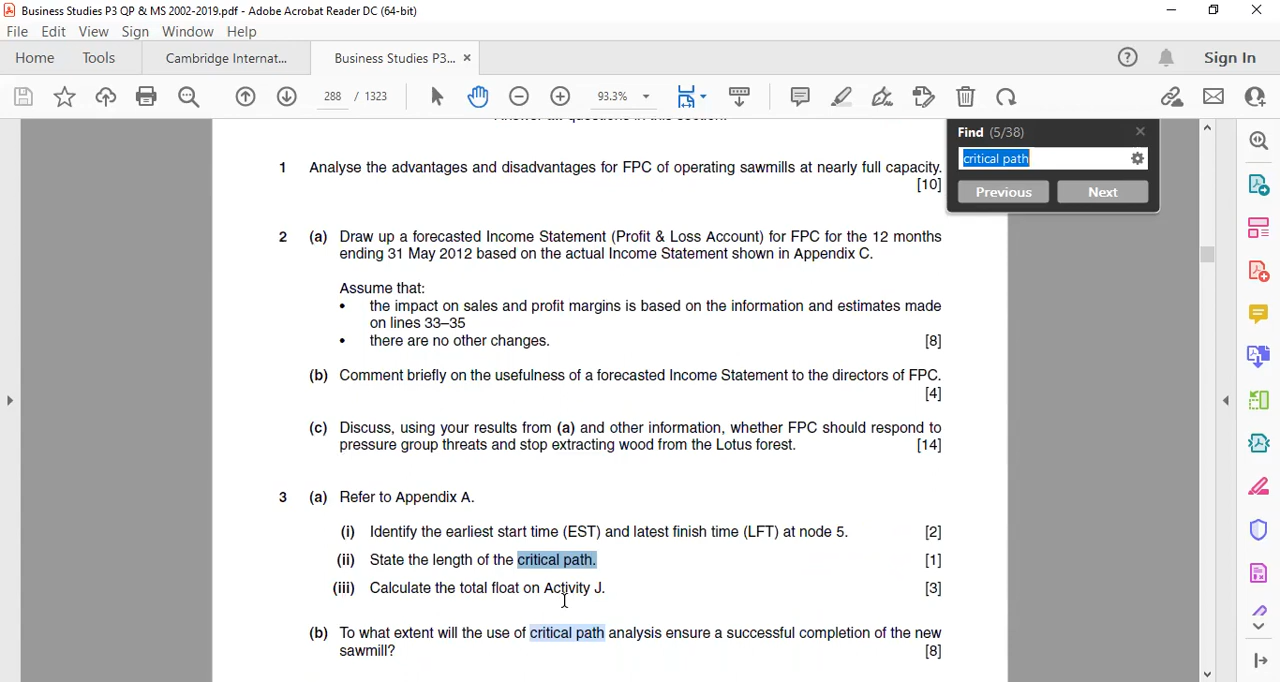 Business Studies P3 QP & MS 2002-2019.pdf - Adobe Acrobat Reader DC (64-bit)
File Edit View Sign Window Help
Home Tools Cambridge Internat... Business Studies P3... × Sign In
288 / 1323 93.3%
Find (5/38)
critical path
Previous Next
1 Analyse the advantages and disadvantages for FPC of operating sawmills at nearly full capacity.
[10]
2 (a) Draw up a forecasted Income Statement (Profit & Loss Account) for FPC for the 12 months
ending 31 May 2012 based on the actual Income Statement shown in Appendix C.
Assume that:
• the impact on sales and profit margins is based on the information and estimates made
on lines 33–35
• there are no other changes. [8]
(b) Comment briefly on the usefulness of a forecasted Income Statement to the directors of FPC.
[4]
(c) Discuss, using your results from (a) and other information, whether FPC should respond to
pressure group threats and stop extracting wood from the Lotus forest. [14]
3 (a) Refer to Appendix A.
(i) Identify the earliest start time (EST) and latest finish time (LFT) at node 5. [2]
(ii) State the length of the critical path. [1]
(iii) Calculate the total float on Activity J. [3]
(b) To what extent will the use of critical path analysis ensure a successful completion of the new
sawmill? [8]